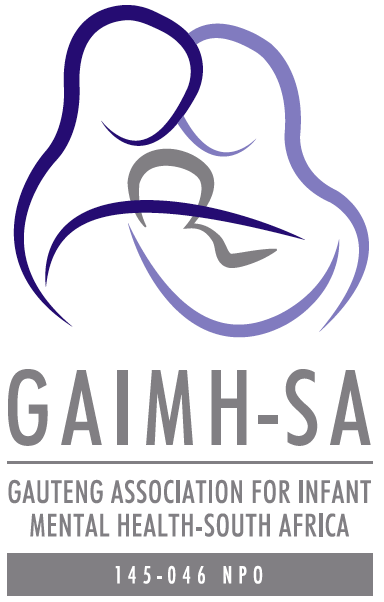 GAIMH-SA
GAUTENG ASSOCIATION FOR INFANT
MENTAL HEALTH-SOUTH AFRICA
145-046 NPO